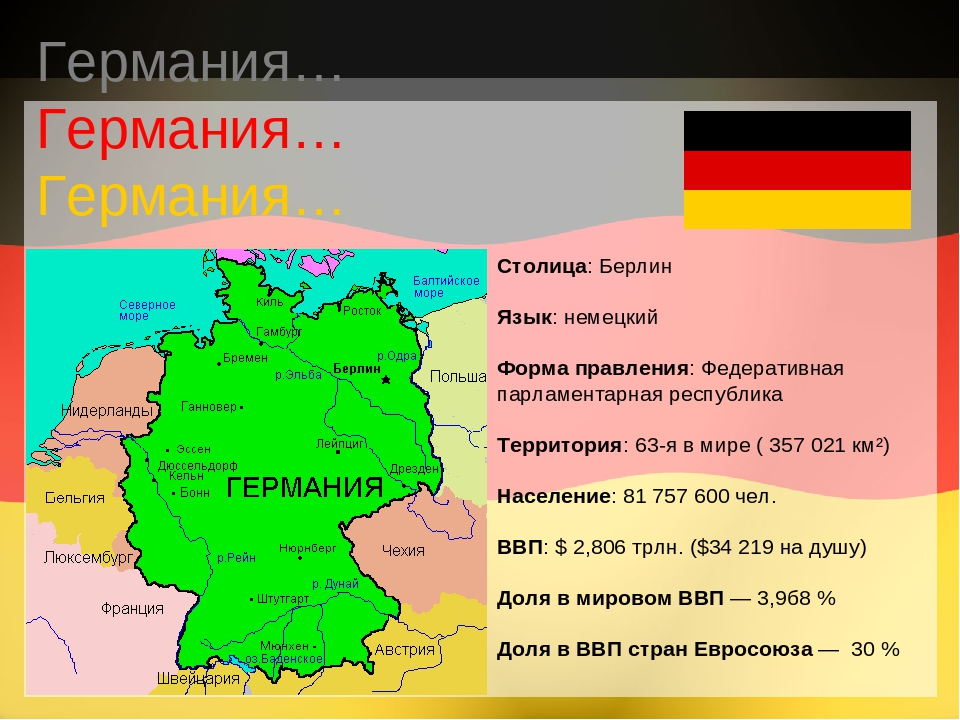 Германия…
Германия…
Германия…
Столица: Берлин
Язык: немецкий
Форма правления: Федеративная
парламентарная республика
Территория: 63-я в мире ( 357 021 км²)
Население: 81 757 600 чел.
ВВП: $ 2,806 трлн. ($34 219 на душу)
Доля в мировом ВВП — 3,968 %
Доля в ВВП стран Евросоюза — 30 %
Северное
море
Балтийское
море
Киль
Росток
Гамбург
Бремен
р.Одра
р.Эльба
Берлин
Польша
Нидерланды
Ганновер
Эссен
Лейпциг
Дюссельдорф
Дрезден
Кельн
Бонн
ГЕРМАНИЯ
Бельгия
Люксембург
р.Рейн
Нюрнберг
Чехия
р. Дунай
Франция
Штутгарт
Мюнхен
оз.Баденское
Австрия
Швейцария